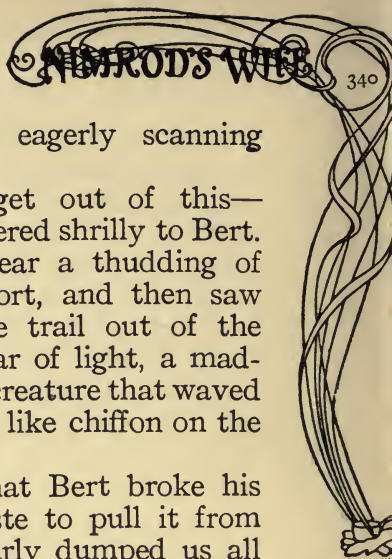 NIMROD'S WIFE
340
eagerly scanning
get out of this—
ered shrilly to Bert.
ear a thudding of
ort, and then saw
e trail out of the
ar of light, a mad-
creature that waved
like chiffon on the
hat Bert broke his
ste to pull it from
arly dumped us all